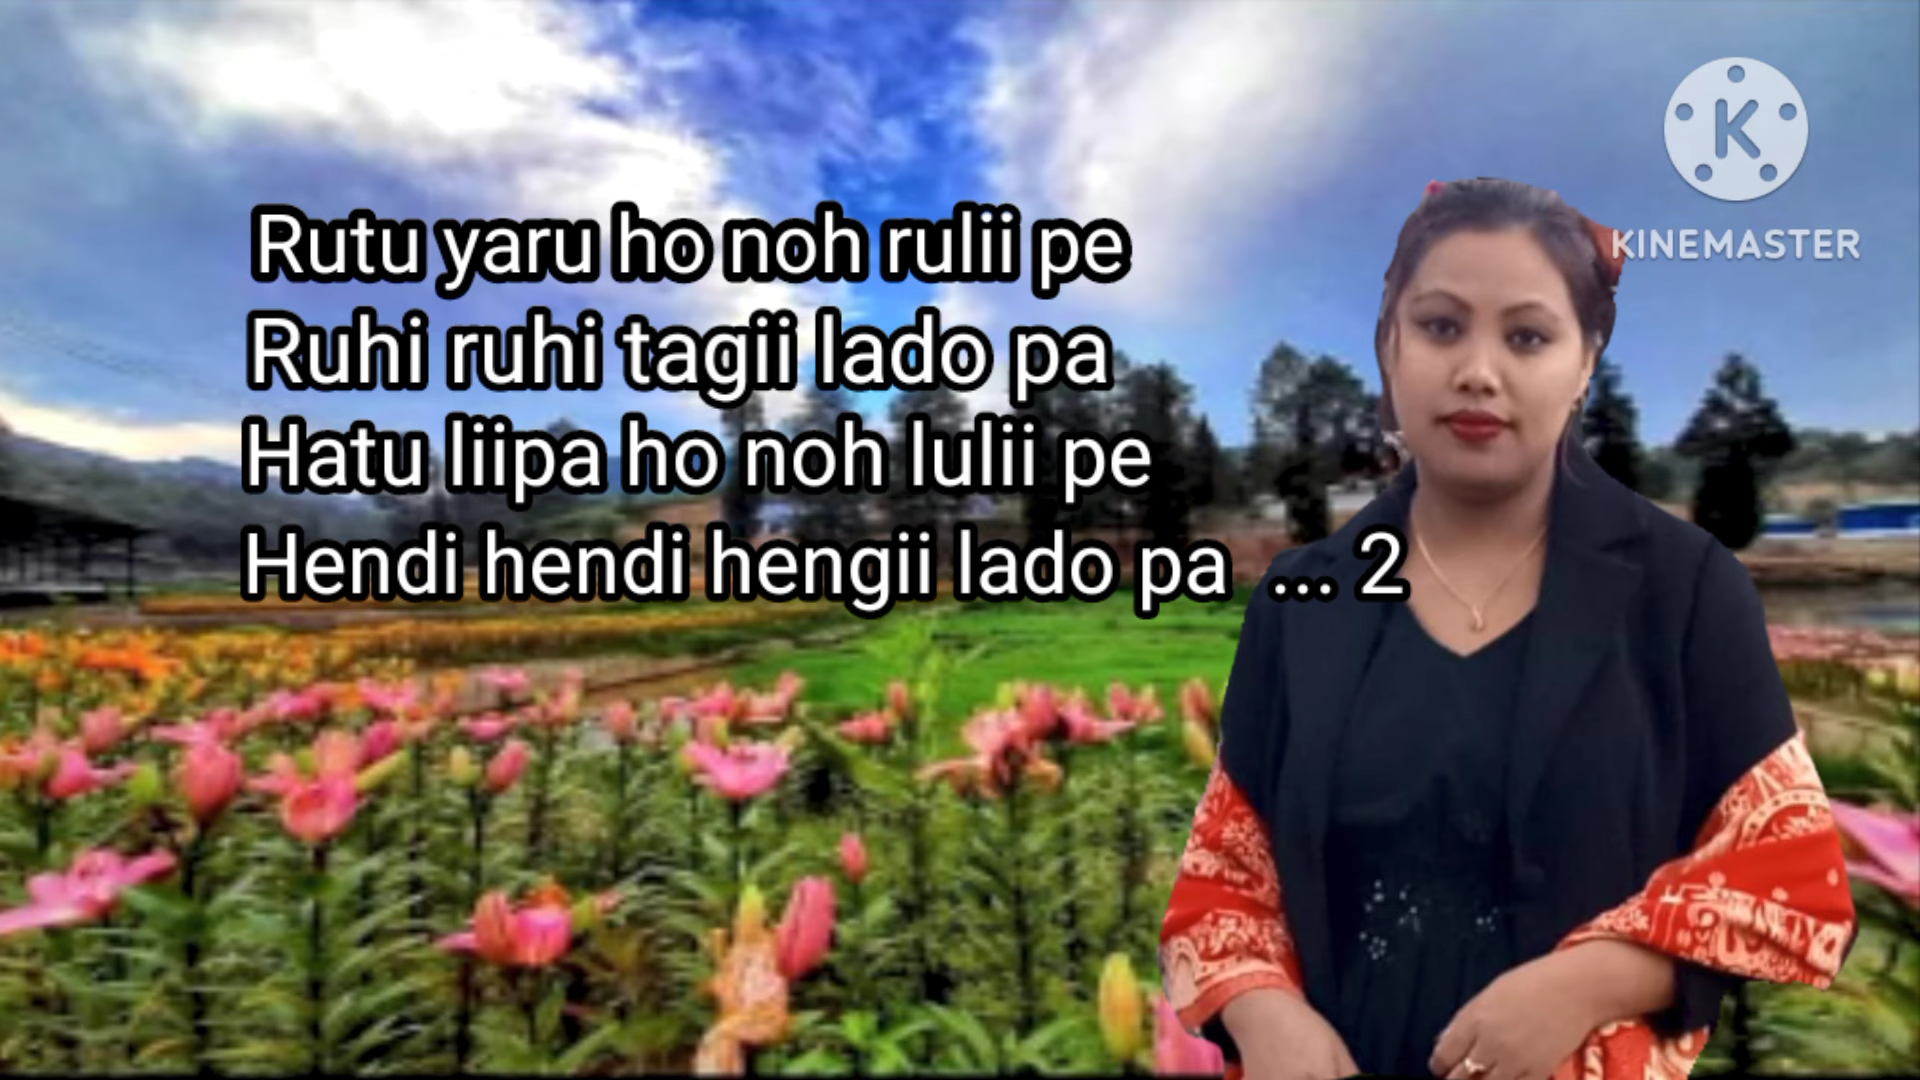 Rutu yaru ho noh rulii pe
Ruhi ruhi tagii lado pa
Hatu liipa ho noh lulii pe
Hendi hendi hengii lado pa ... 2
K
KINEMASTER